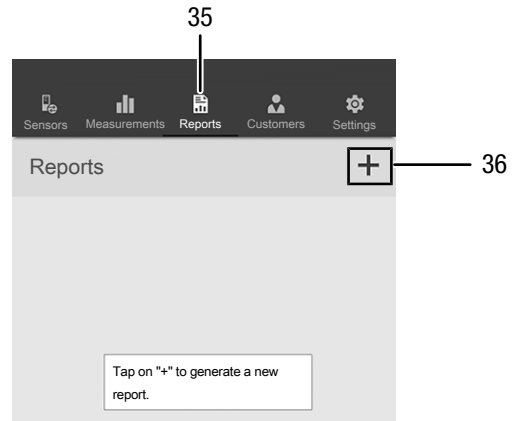 35
Sensors Measurements Reports Customers Settings
Reports +
36
Tap on "+" to generate a new
report.